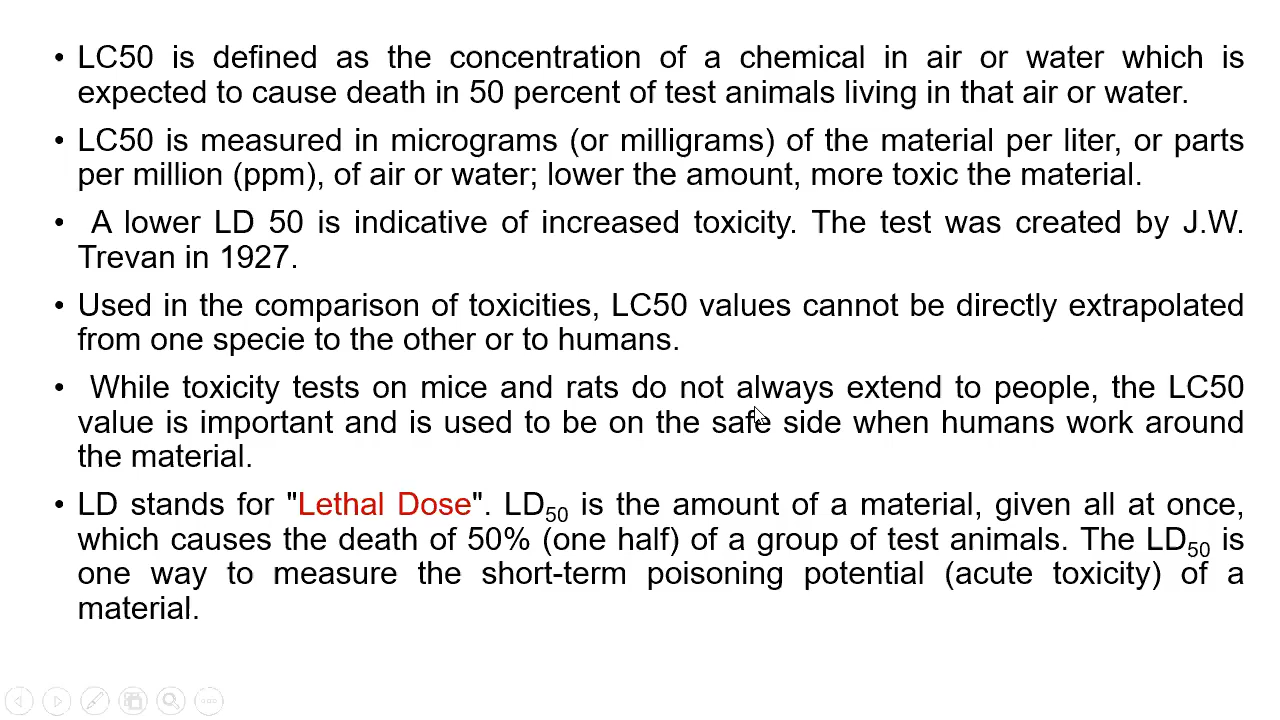 • LC50 is defined as the concentration of a chemical in air or water which is
expected to cause death in 50 percent of test animals living in that air or water.
• LC50 is measured in micrograms (or milligrams) of the material per liter, or parts
per million (ppm), of air or water; lower the amount, more toxic the material.
• A lower LD 50 is indicative of increased toxicity. The test was created by J.W.
Trevan in 1927.
• Used in the comparison of toxicities, LC50 values cannot be directly extrapolated
from one specie to the other or to humans.
• While toxicity tests on mice and rats do not always extend to people, the LC50
value is important and is used to be on the safe side when humans work around
the material.
• LD stands for "Lethal Dose". LD50 is the amount of a material, given all at once,
which causes the death of 50% (one half) of a group of test animals. The LD50 is
one way to measure the short-term poisoning potential (acute toxicity) of a
material.